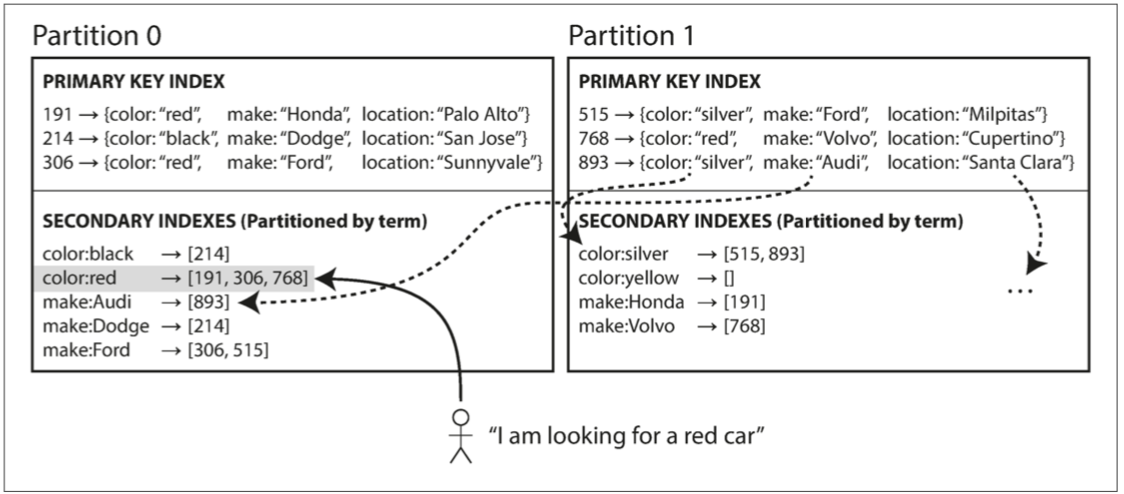 Partition 0
PRIMARY KEY INDEX
191 → {color: “red”, make: “Honda”, location: “Palo Alto”}
214 → {color: “black”, make: “Dodge”, location: “San Jose”}
306 → {color: “red”, make: “Ford”, location: “Sunnyvale”}
SECONDARY INDEXES (Partitioned by term)
color:black → [214]
color:red → [191, 306, 768]
make:Audi → [893]
make:Dodge → [214]
make:Ford → [306, 515]
Partition 1
PRIMARY KEY INDEX
515 → {color: “silver”, make: “Ford”, location: “Milpitas”}
768 → {color: “red”, make: “Volvo”, location: “Cupertino”}
893 → {color: “silver”, make: “Audi”, location: “Santa Clara”}
SECONDARY INDEXES (Partitioned by term)
color:silver → [515, 893]
color:yellow → []
make:Honda → [191]
make:Volvo → [768]
...
“I am looking for a red car”